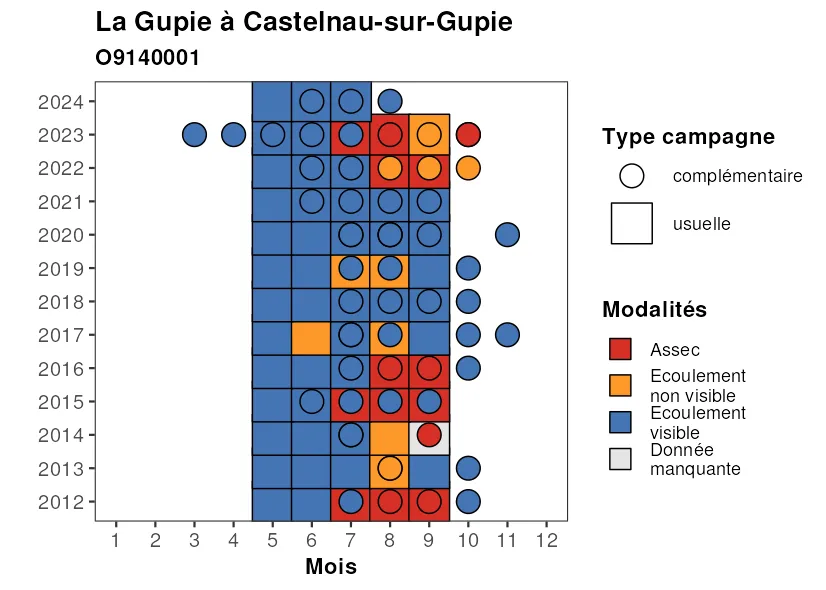 La Gupie à Castelnau-sur-Gupie
O9140001
2024
2023
2022
2021
2020
2019
2018
2017
2016
2015
2014
2013
2012
1 2 3 4 5 6 7 8 9 10 11 12
Mois
Type campagne
complémentaire
usuelle
Modalités
Assec
Ecoulement
non visible
Ecoulement
visible
Donnée
manquante